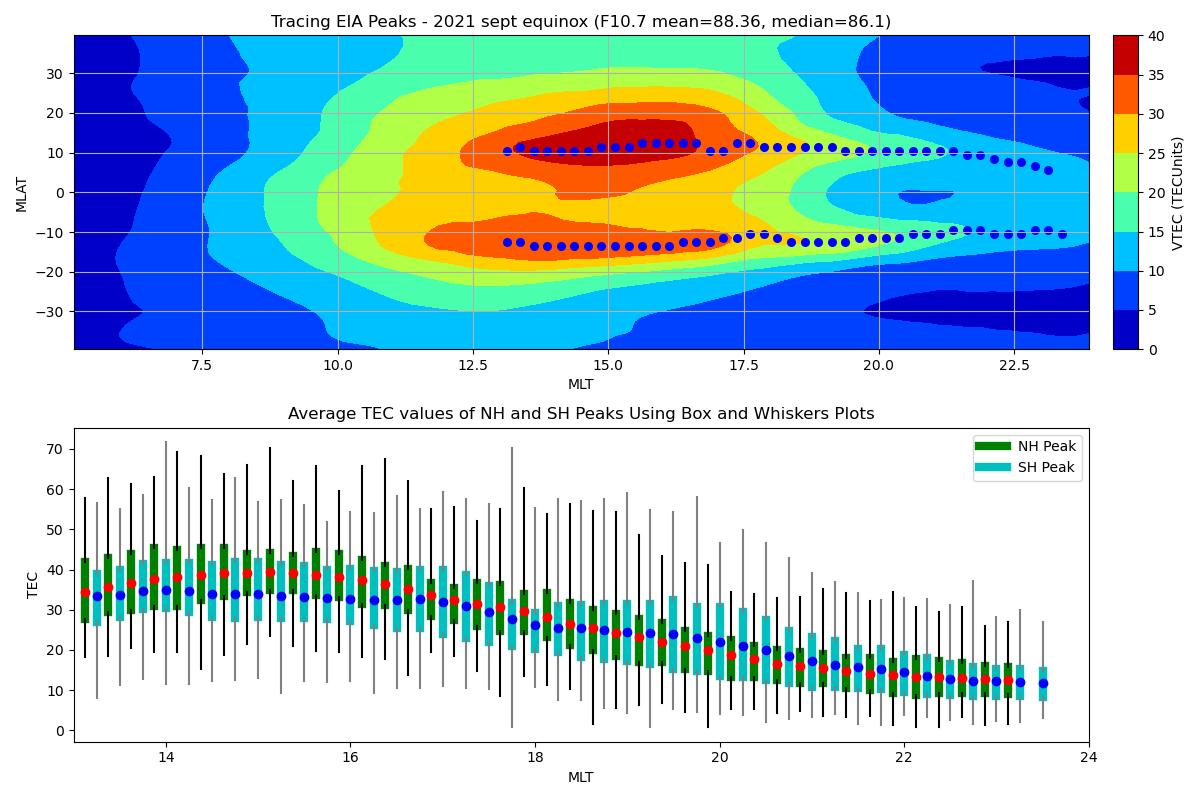 Tracing EIA Peaks - 2021 sept equinox (F10.7 mean=88.36, median=86.1)
MLAT
30
20
10
0
−10
−20
−30
7.5 10.0 12.5 15.0 17.5 20.0 22.5
MLT
40
35
30
25
20
15
10
5
0
VTEC (TECUnits)
Average TEC values of NH and SH Peaks Using Box and Whiskers Plots
TEC
70
60
50
40
30
20
10
0
NH Peak
SH Peak
14 16 18 20 22 24
MLT